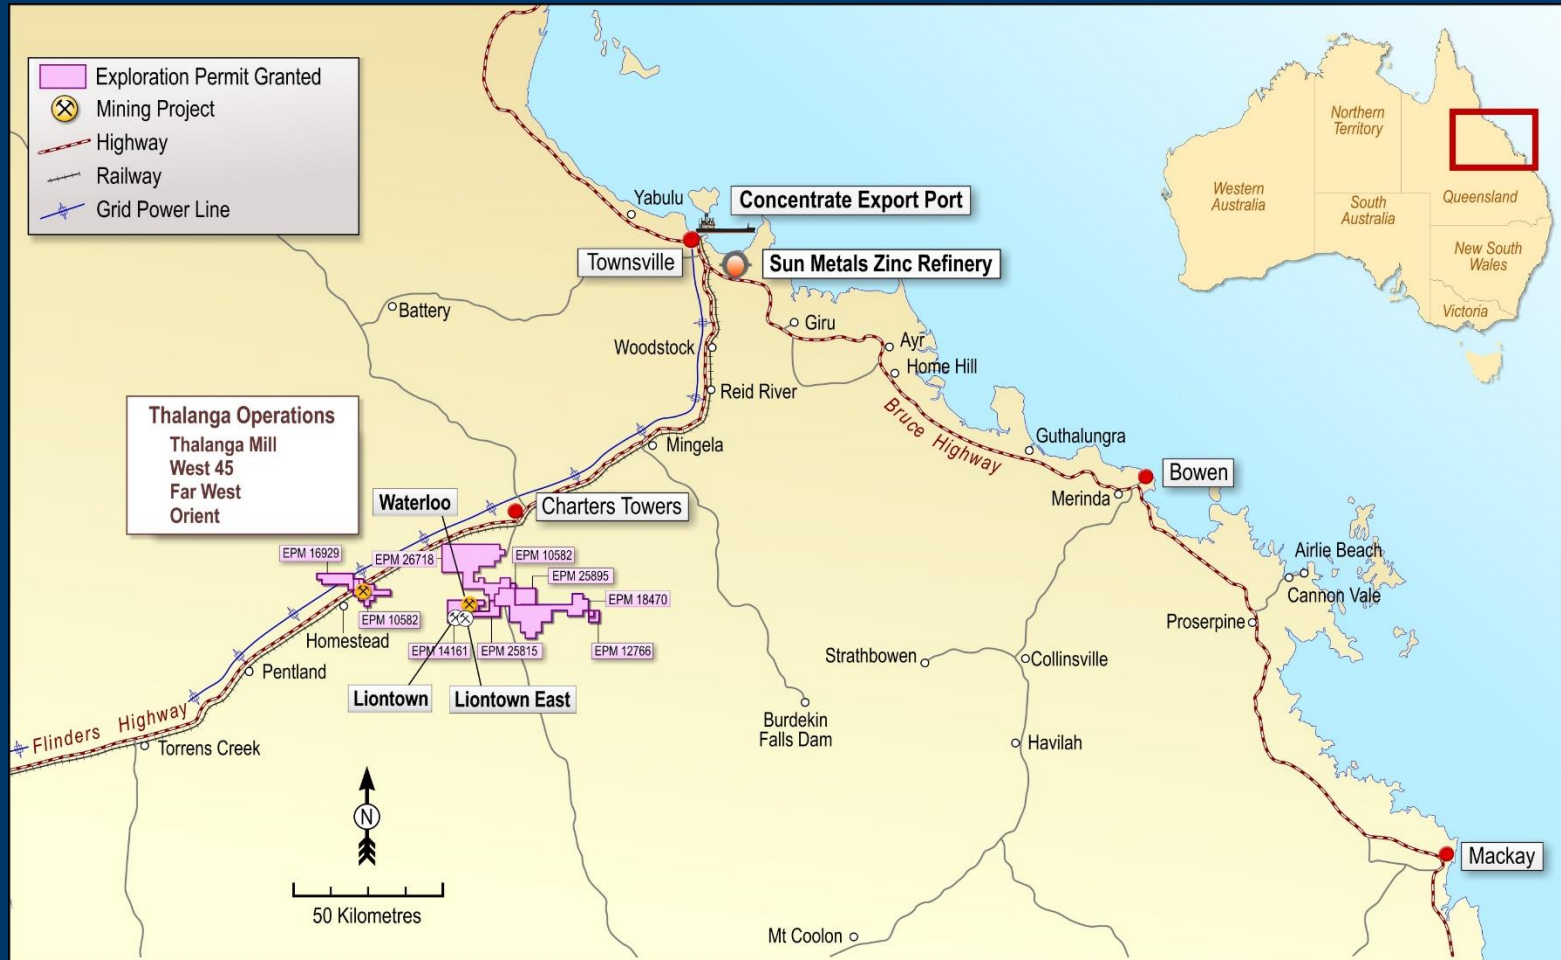 Exploration Permit Granted
Mining Project
Highway
Railway
Grid Power Line
Northern
Territory
Western
Australia
South
Australia
Queensland
New South
Wales
Victoria
Yabulu
Concentrate Export Port
Townsville
Sun Metals Zinc Refinery
Battery
Giru
Woodstock
Ayr
Home Hill
Reid River
Bruce Highway
Mingela
Guthalungra
Thalanga Operations
Thalanga Mill
West 45
Far West
Orient
Bowen
Merinda
Waterloo
Charters Towers
EPM 16929
EPM 26718
EPM 10582
EPM 25895
EPM 18470
EPM 10582
EPM 14161
EPM 25815
EPM 12766
Airlie Beach
Cannon Vale
Proserpine
Homestead
Pentland
Liontown
Liontown East
Strathbowen
Collinsville
Burdekin
Falls Dam
Havilah
Flinders Highway
Torrens Creek
N
50 Kilometres
Mackay
Mt Coolon